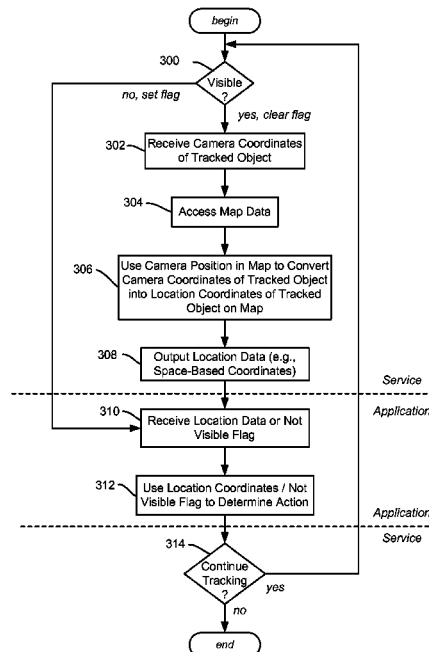 begin
300
Visible
?
no, set flag
yes, clear flag
302
Receive Camera Coordinates
of Tracked Object
304
Access Map Data
306
Use Camera Position in Map to Convert
Camera Coordinates of Tracked Object
into Location Coordinates of Tracked
Object on Map
308
Output Location Data (e.g.,
Space-Based Coordinates)
Service
Application
310
Receive Location Data or Not
Visible Flag
312
Use Location Coordinates / Not
Visible Flag to Determine Action
Application
Service
314
Continue
Tracking
?
yes
no
end